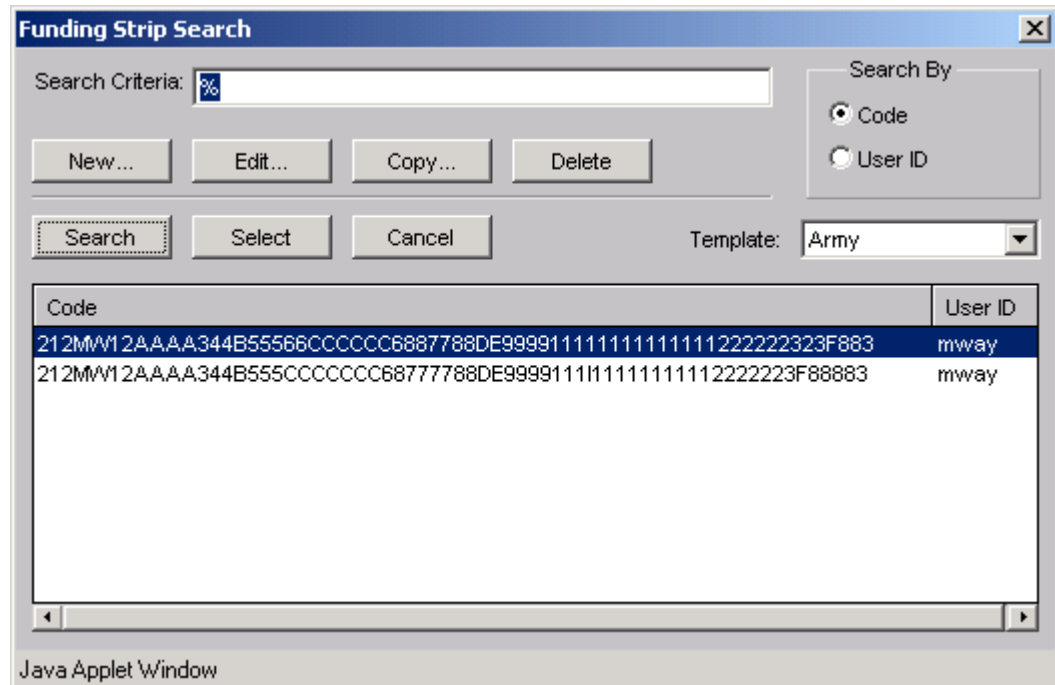 Funding Strip Search
Search Criteria: %
Search By
Code
User ID
New... Edit... Copy... Delete
Search Select Cancel Template: Army
Code User ID
212MW12AAAA344B55566CCCCCC6887788DE9999111111111111111222222323F883 mway
212MW12AAAA344B555CCCCCCC68777788DE9999111I11111111112222223F88883 mway
Java Applet Window